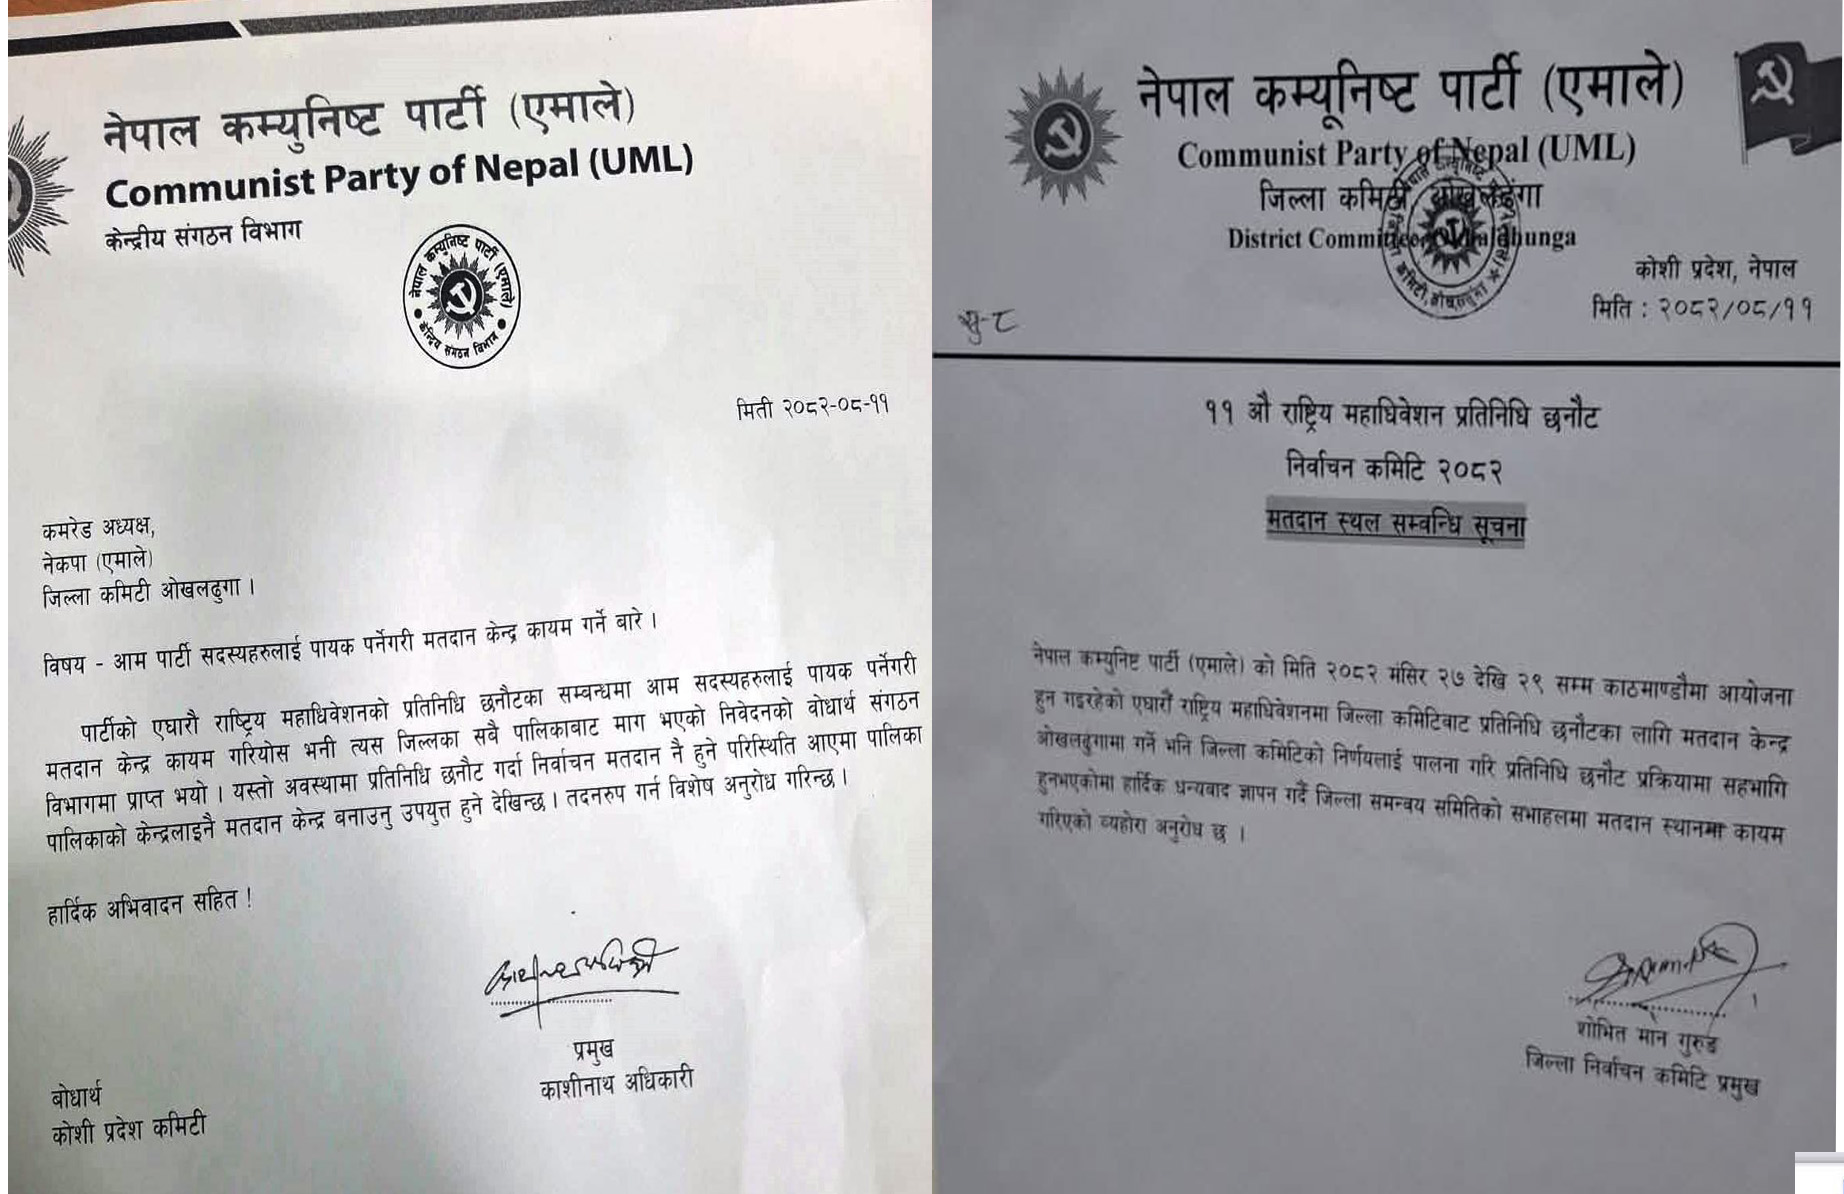 नेपाल कम्युनिष्ट पार्टी (एमाले)
Communist Party of Nepal (UML)
केन्द्रीय संगठन विभाग
नेपाल कम्युनिष्ट पार्टी (एमाले)
केन्द्रिय संगठन विभाग
मिती २०८२-०८-११
कमरेड अध्यक्ष,
नेकपा (एमाले)
जिल्ला कमिटी ओखलढुगा ।
विषय - आम पार्टी सदस्यहरुलाई पायक पर्नेगरी मतदान केन्द्र कायम गर्ने बारे ।
पार्टीको एघारौ राष्ट्रिय महाधिवेशनको प्रतिनिधि छनौटका सम्बन्धमा आम सदस्यहरुलाई पायक पर्नेगरी
मतदान केन्द्र कायम गरियोस भनी त्यस जिल्लका सवै पालिकाबाट माग भएको निवेदनको बोधार्थ संगठन
विभागमा प्राप्त भयो । यस्तो अवस्थामा प्रतिनिधि छनौट गर्दा निर्वाचन मतदान नै हुने परिस्थिति आएमा पालिका
पालिकाको केन्द्रलाइनै मतदान केन्द्र बनाउनु उपयुत्त हुने देखिन्छ । तदनरुप गर्न विशेष अनुरोध गरिन्छ ।
हार्दिक अभिवादन सहित !
प्रमुख
काशीनाथ अधिकारी
बोधार्थ
कोशी प्रदेश कमिटी
नेपाल कम्यूनिष्ट पार्टी (एमाले)
Communist Party of Nepal (UML)
जिल्ला कमिटी, ओखलढुंगा
District Committee, Okhaldhunga
कोशी प्रदेश, नेपाल
मिति : २०८२/०८/११
११ औ राष्ट्रिय महाधिवेशन प्रतिनिधि छनौट
निर्वाचन कमिटि २०८२
मतदान स्थल सम्वन्धि सूचना
नेपाल कम्युनिष्ट पार्टी (एमाले) को मिति २०८२ मंसिर २७ देखि २९ सम्म काठमाण्डौमा आयोजना
हुन गइरहेको एघारौं राष्ट्रिय महाधिवेशनमा जिल्ला कमिटिबाट प्रतिनिधि छनौटका लागि मतदान केन्द्र
ओखलढुगामा गर्ने भनि जिल्ला कमिटिको निर्णयलाई पालना गरि प्रतिनिधि छनौट प्रक्रियामा सहभागि
हुनभएकोमा हार्दिक धन्यवाद ज्ञापन गर्दै जिल्ला समन्वय समितिको सभाहलमा मतदान स्थानमा कायम
गरिएको व्यहोरा अनुरोध छ ।
शोभित मान गुरुङ
जिल्ला निर्वाचन कमिटि प्रमुख